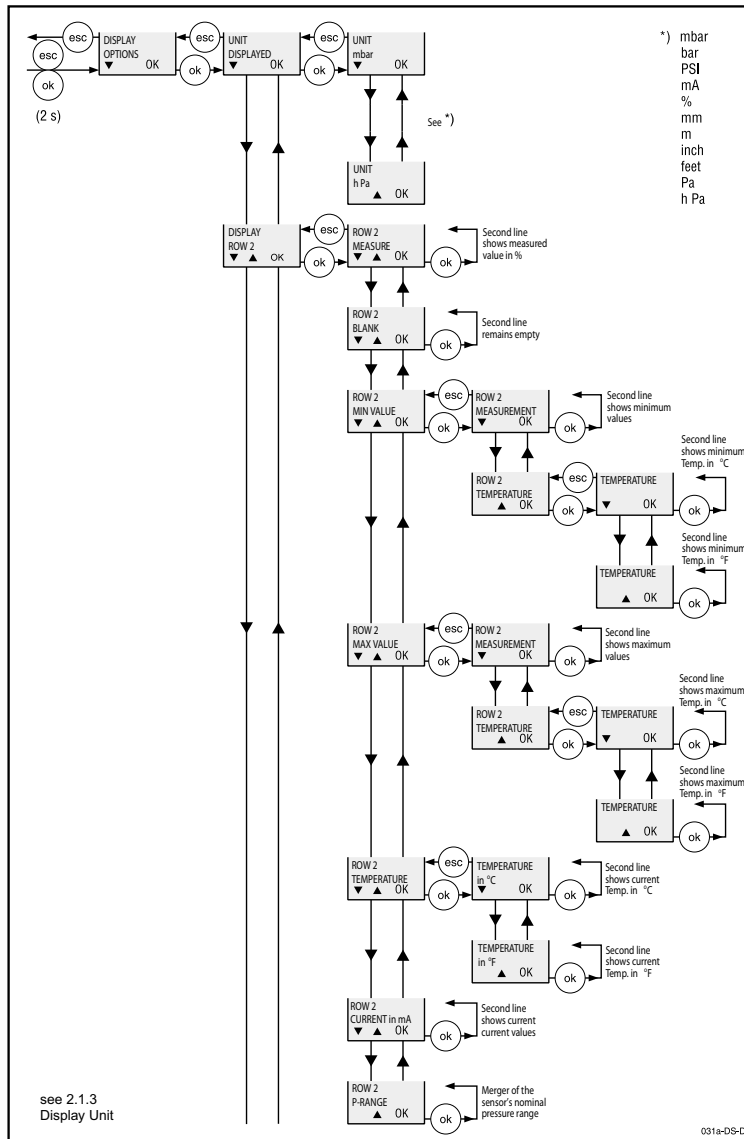 esc
esc
ok
(2 s)
DISPLAY
OPTIONS
▼ OK
esc
ok
UNIT
DISPLAYED
▼ OK
esc
ok
UNIT
mbar
▼ OK
See *)
UNIT
h Pa
▲ OK
*) mbar
bar
PSI
mA
%
mm
m
inch
feet
Pa
h Pa
DISPLAY
ROW 2
▼ ▲ OK
esc
ok
ROW 2
MEASURE
▼ ▲ OK
ok
Second line
shows measured
value in %
ROW 2
BLANK
▼ ▲ OK
ok
Second line
remains empty
ROW 2
MIN VALUE
▼ ▲ OK
esc
ok
ROW 2
MEASUREMENT
▼ OK
ok
Second line
shows minimum
values
ROW 2
TEMPERATURE
▲ OK
esc
ok
TEMPERATURE
▼ OK
ok
Second line
shows minimum
Temp. in °C
TEMPERATURE
▲ OK
ok
Second line
shows minimum
Temp. in °F
ROW 2
MAX VALUE
▼ ▲ OK
esc
ok
ROW 2
MEASUREMENT
▼ OK
ok
Second line
shows maximum
values
ROW 2
TEMPERATURE
▲ OK
esc
ok
TEMPERATURE
▼ OK
ok
Second line
shows maximum
Temp. in °C
TEMPERATURE
▲ OK
ok
Second line
shows maximum
Temp. in °F
ROW 2
TEMPERATURE
▼ ▲ OK
esc
ok
TEMPERATURE
in °C
▼ OK
ok
Second line
shows current
Temp. in °C
TEMPERATURE
in °F
▲ OK
ok
Second line
shows current
Temp. in °F
ROW 2
CURRENT in mA
▼ ▲ OK
ok
Second line
shows current
current values
ROW 2
P-RANGE
▲ OK
ok
Merger of the
sensor's nominal
pressure range
see 2.1.3
Display Unit
031a-DS-D